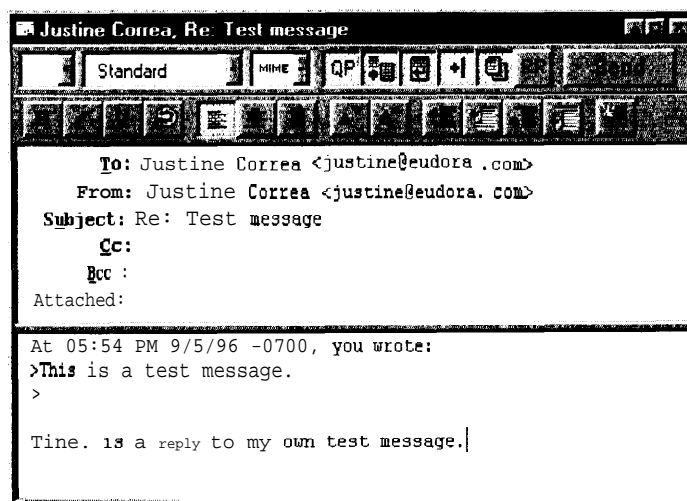 Justine Correa, Re: Test message
Standard MIME QP
To: Justine Correa <justine@eudora .com>
From: Justine Correa <justine@eudora. com>
Subject: Re: Test message
Cc:
Bcc :
Attached:
At 05:54 PM 9/5/96 -0700, you wrote:
>This is a test message.
>
Tine. is a reply to my own test message.